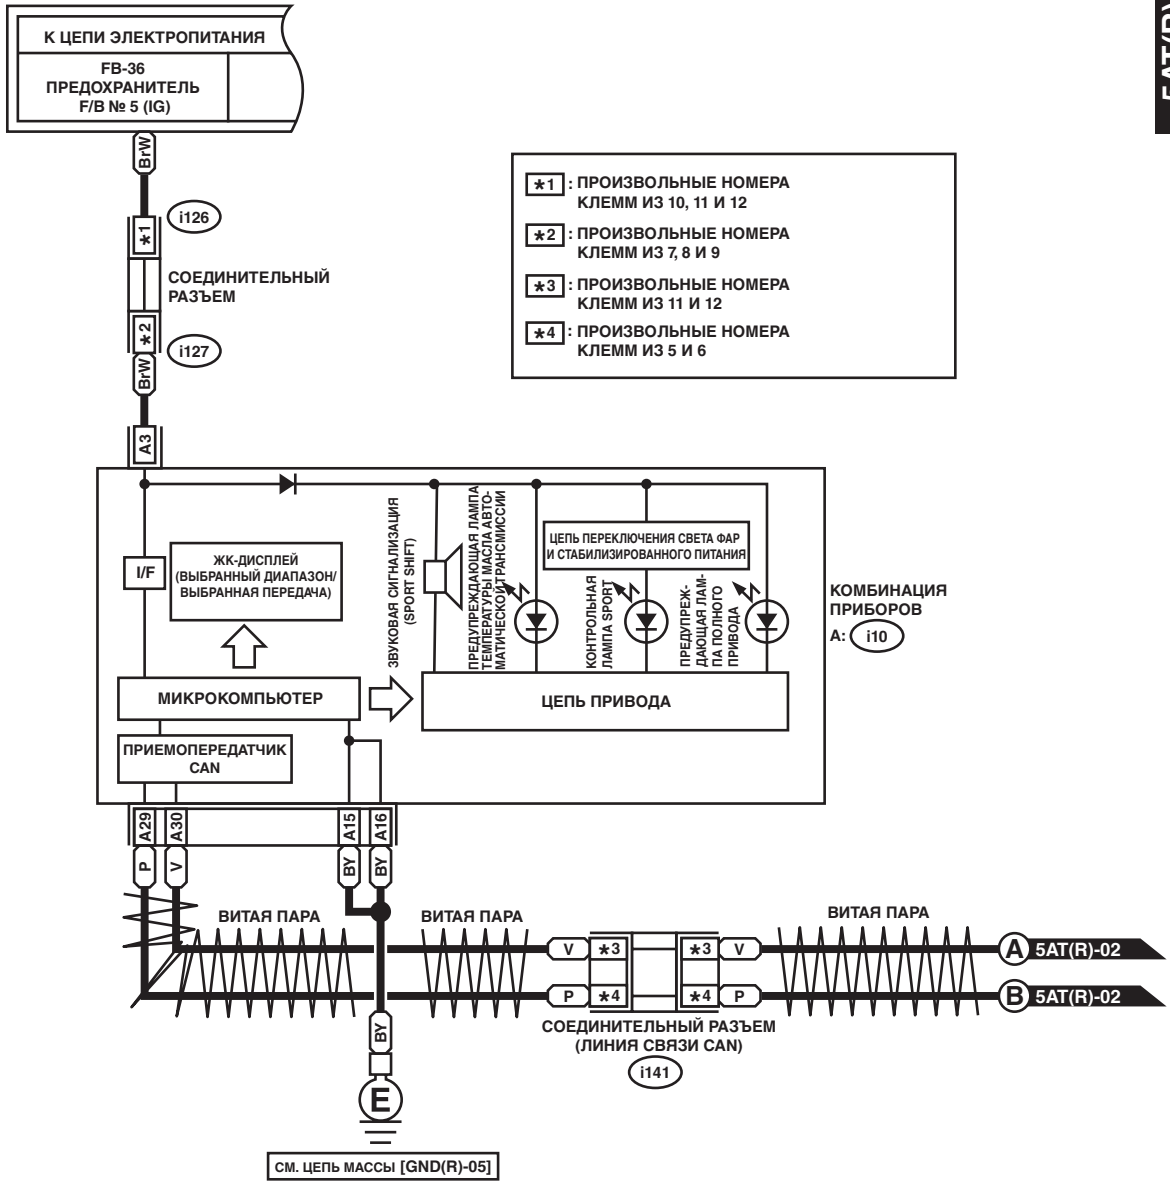 5AT(R)
К ЦЕПИ ЭЛЕКТРОПИТАНИЯ
FB-36
ПРЕДОХРАНИТЕЛЬ
F/B № 5 (IG)
BrW
*1
i126
СОЕДИНИТЕЛЬНЫЙ
РАЗЪЕМ
*2
i127
BrW
A3
*1 : ПРОИЗВОЛЬНЫЕ НОМЕРА
КЛЕММ ИЗ 10, 11 И 12
*2 : ПРОИЗВОЛЬНЫЕ НОМЕРА
КЛЕММ ИЗ 7, 8 И 9
*3 : ПРОИЗВОЛЬНЫЕ НОМЕРА
КЛЕММ ИЗ 11 И 12
*4 : ПРОИЗВОЛЬНЫЕ НОМЕРА
КЛЕММ ИЗ 5 И 6
I/F
ЖК-ДИСПЛЕЙ
(ВЫБРАННЫЙ ДИАПАЗОН/
ВЫБРАННАЯ ПЕРЕДАЧА)
ЗВУКОВАЯ СИГНАЛИЗАЦИЯ
(SPORT SHIFT)
ПРЕДУПРЕЖДАЮЩАЯ ЛАМПА
ТЕМПЕРАТУРЫ МАСЛА АВТО-
МАТИЧЕСКОЙ ТРАНСМИССИИ
ЦЕПЬ ПЕРЕКЛЮЧЕНИЯ СВЕТА ФАР
И СТАБИЛИЗИРОВАННОГО ПИТАНИЯ
КОНТРОЛЬНАЯ
ЛАМПА SPORT
ПРЕДУПРЕЖ-
ДАЮЩАЯ ЛАМ-
ПА ПОЛНОГО
ПРИВОДА
КОМБИНАЦИЯ
ПРИБОРОВ
A: i10
МИКРОКОМПЬЮТЕР
ЦЕПЬ ПРИВОДА
ПРИЕМОПЕРЕДАТЧИК
CAN
A29
A30
A15
A16
P
V
BY
BY
ВИТАЯ ПАРА
ВИТАЯ ПАРА
ВИТАЯ ПАРА
V *3 *3 V
A 5AT(R)-02
P *4 *4 P
B 5AT(R)-02
СОЕДИНИТЕЛЬНЫЙ РАЗЪЕМ
(ЛИНИЯ СВЯЗИ CAN)
i141
BY
E
СМ. ЦЕПЬ МАССЫ [GND(R)-05]